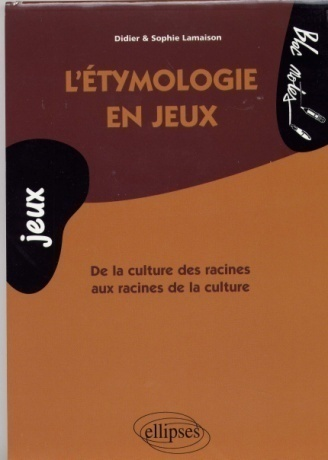 Didier & Sophie Lamaison
L'ÉTYMOLOGIE
EN JEUX
Bloc notes
jeux
De la culture des racines
aux racines de la culture
ellipses